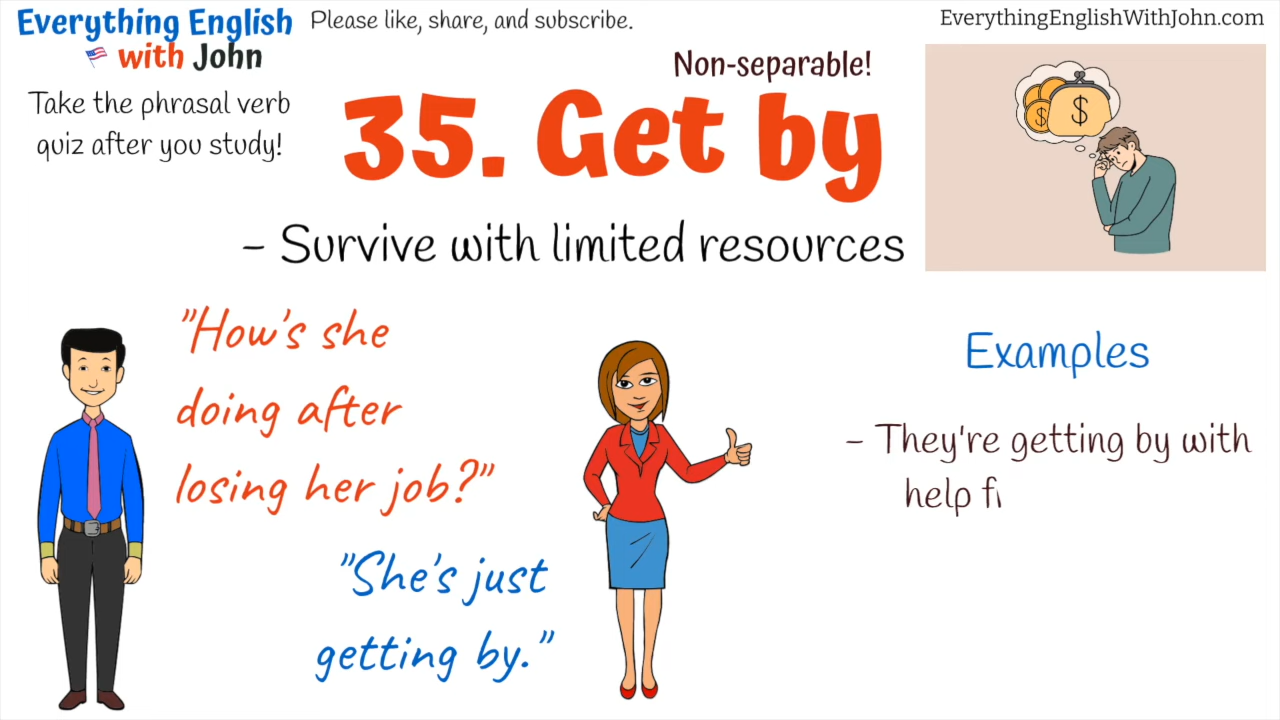 Everything English
with John
Please like, share, and subscribe.
EverythingEnglishWithJohn.com
Take the phrasal verb
quiz after you study!
Non-separable!
35. Get by
- Survive with limited resources
$
$
"How's she
doing after
losing her job?"
"She's just
getting by."
Examples
- They're getting by with
help